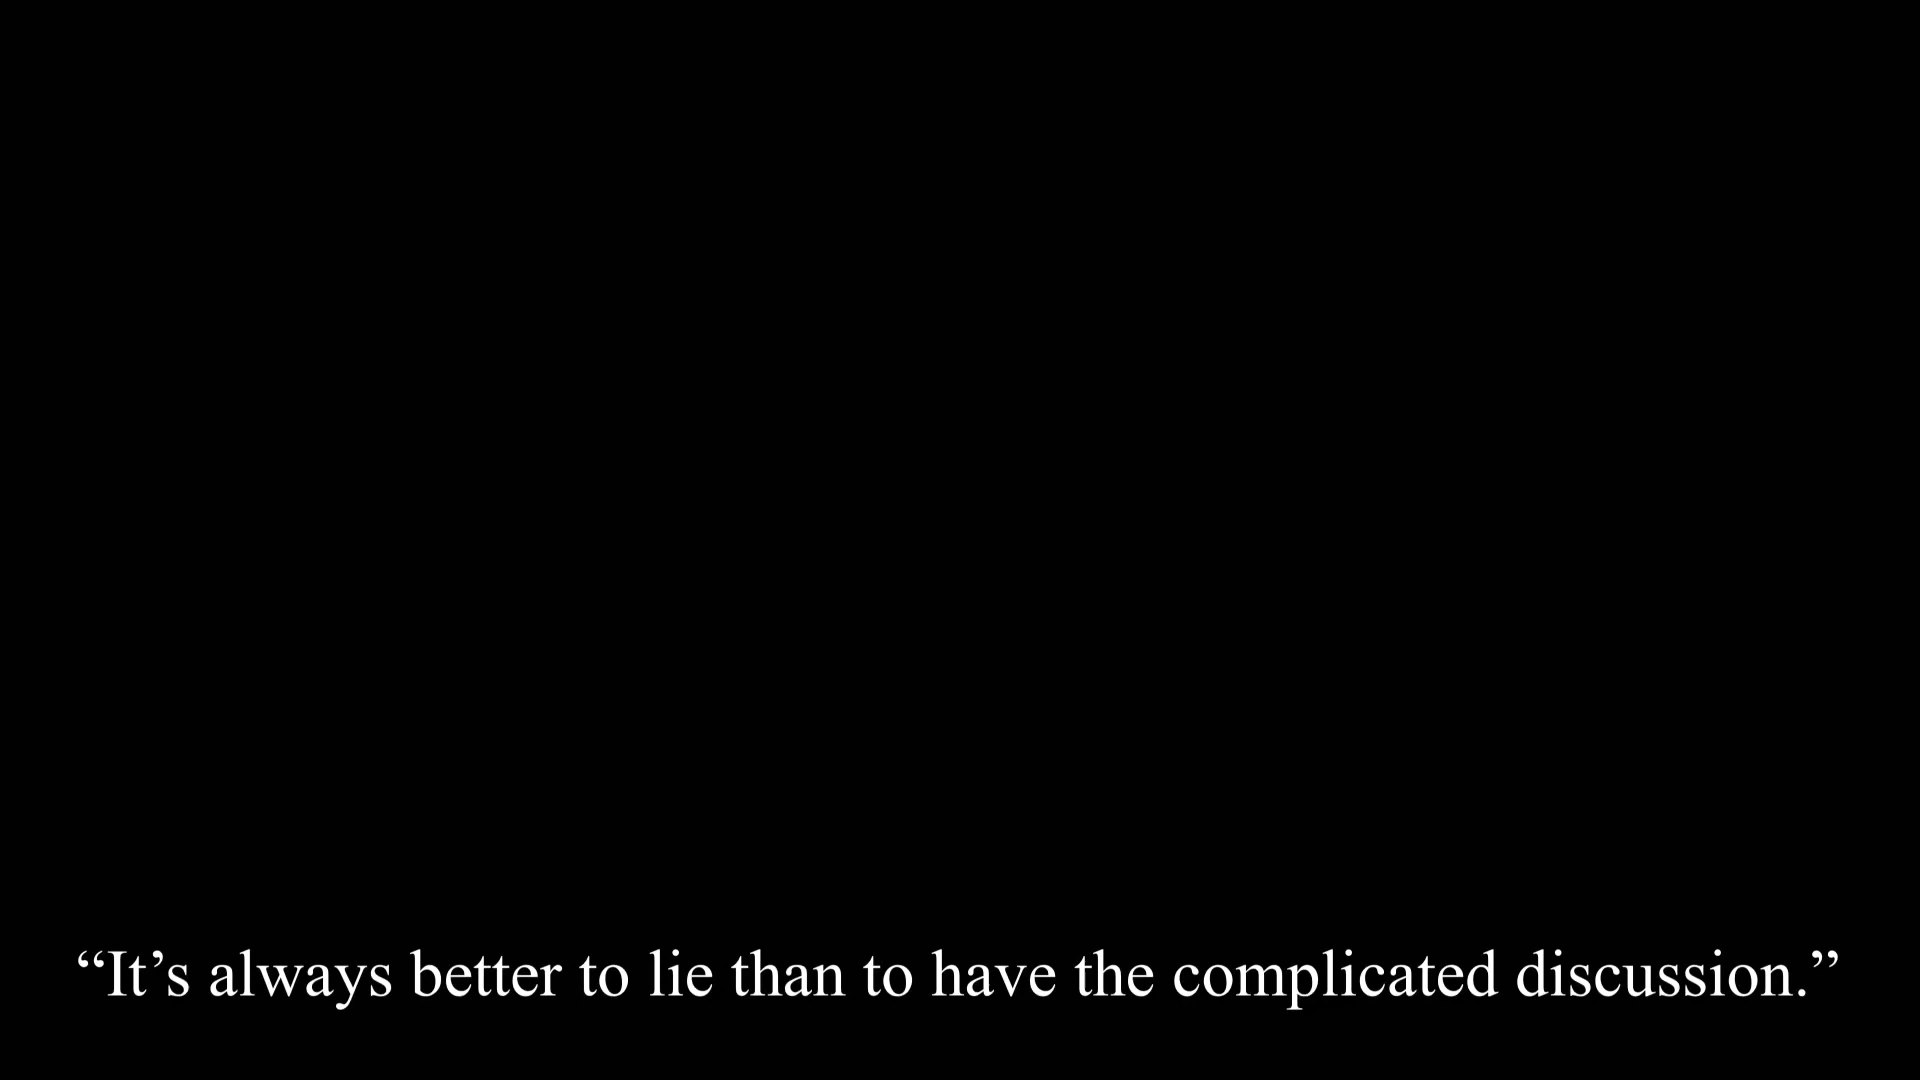 “It’s always better to lie than to have the complicated discussion.”